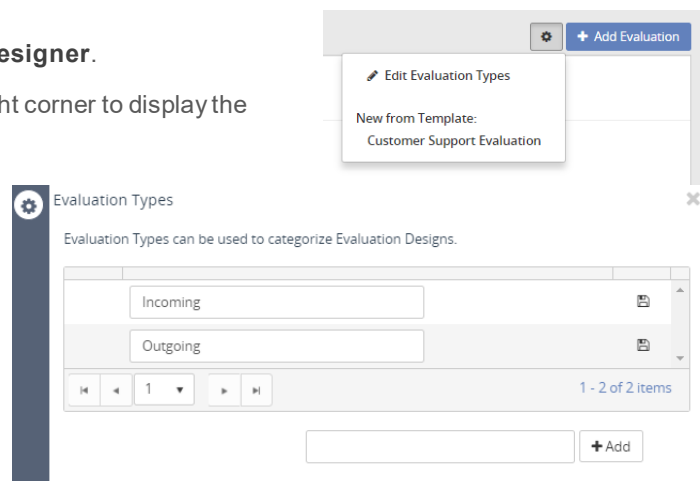 esigner.
ht corner to display the
+ Add Evaluation
Edit Evaluation Types
New from Template:
Customer Support Evaluation
Evaluation Types
Evaluation Types can be used to categorize Evaluation Designs.
Incoming
Outgoing
1
1 - 2 of 2 items
+ Add